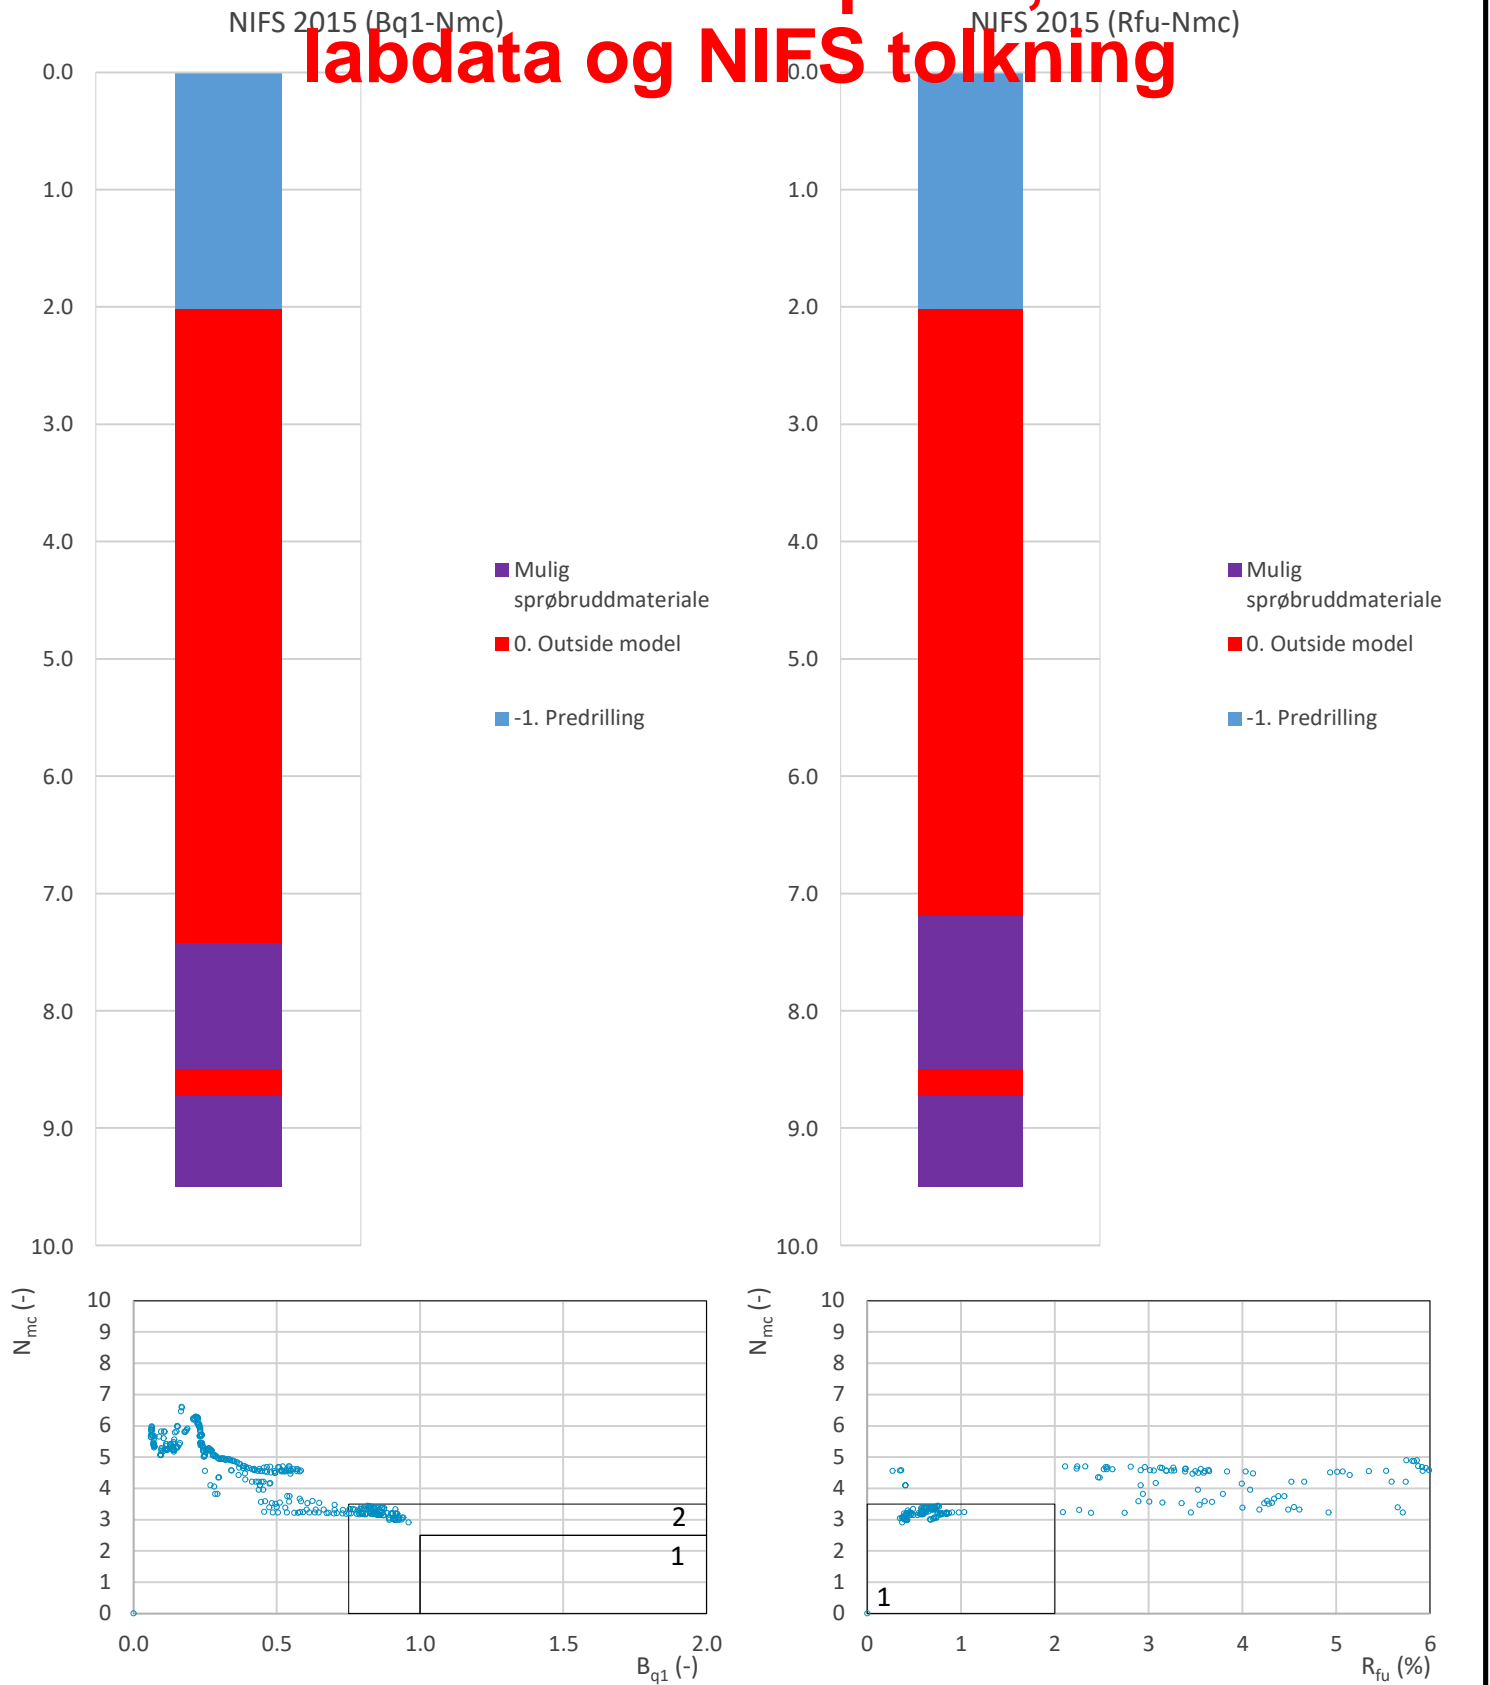 NIFS 2015 (Bq1-Nmc)
NIFS 2015 (Rfu-Nmc)
labdata og NIFS tolkning
0.0
1.0
2.0
3.0
4.0
5.0
6.0
7.0
8.0
9.0
10.0
Mulig
sprøbruddmateriale
0. Outside model
-1. Predrilling
0.0
1.0
2.0
3.0
4.0
5.0
6.0
7.0
8.0
9.0
10.0
Mulig
sprøbruddmateriale
0. Outside model
-1. Predrilling
Nmc (-)
10
9
8
7
6
5
4
3
2
1
0
2
1
0.0 0.5 1.0 1.5 2.0
Bq1 (-)
Nmc (-)
10
9
8
7
6
5
4
3
2
1
0
1
0 1 2 3 4 5 6
Rfu (%)